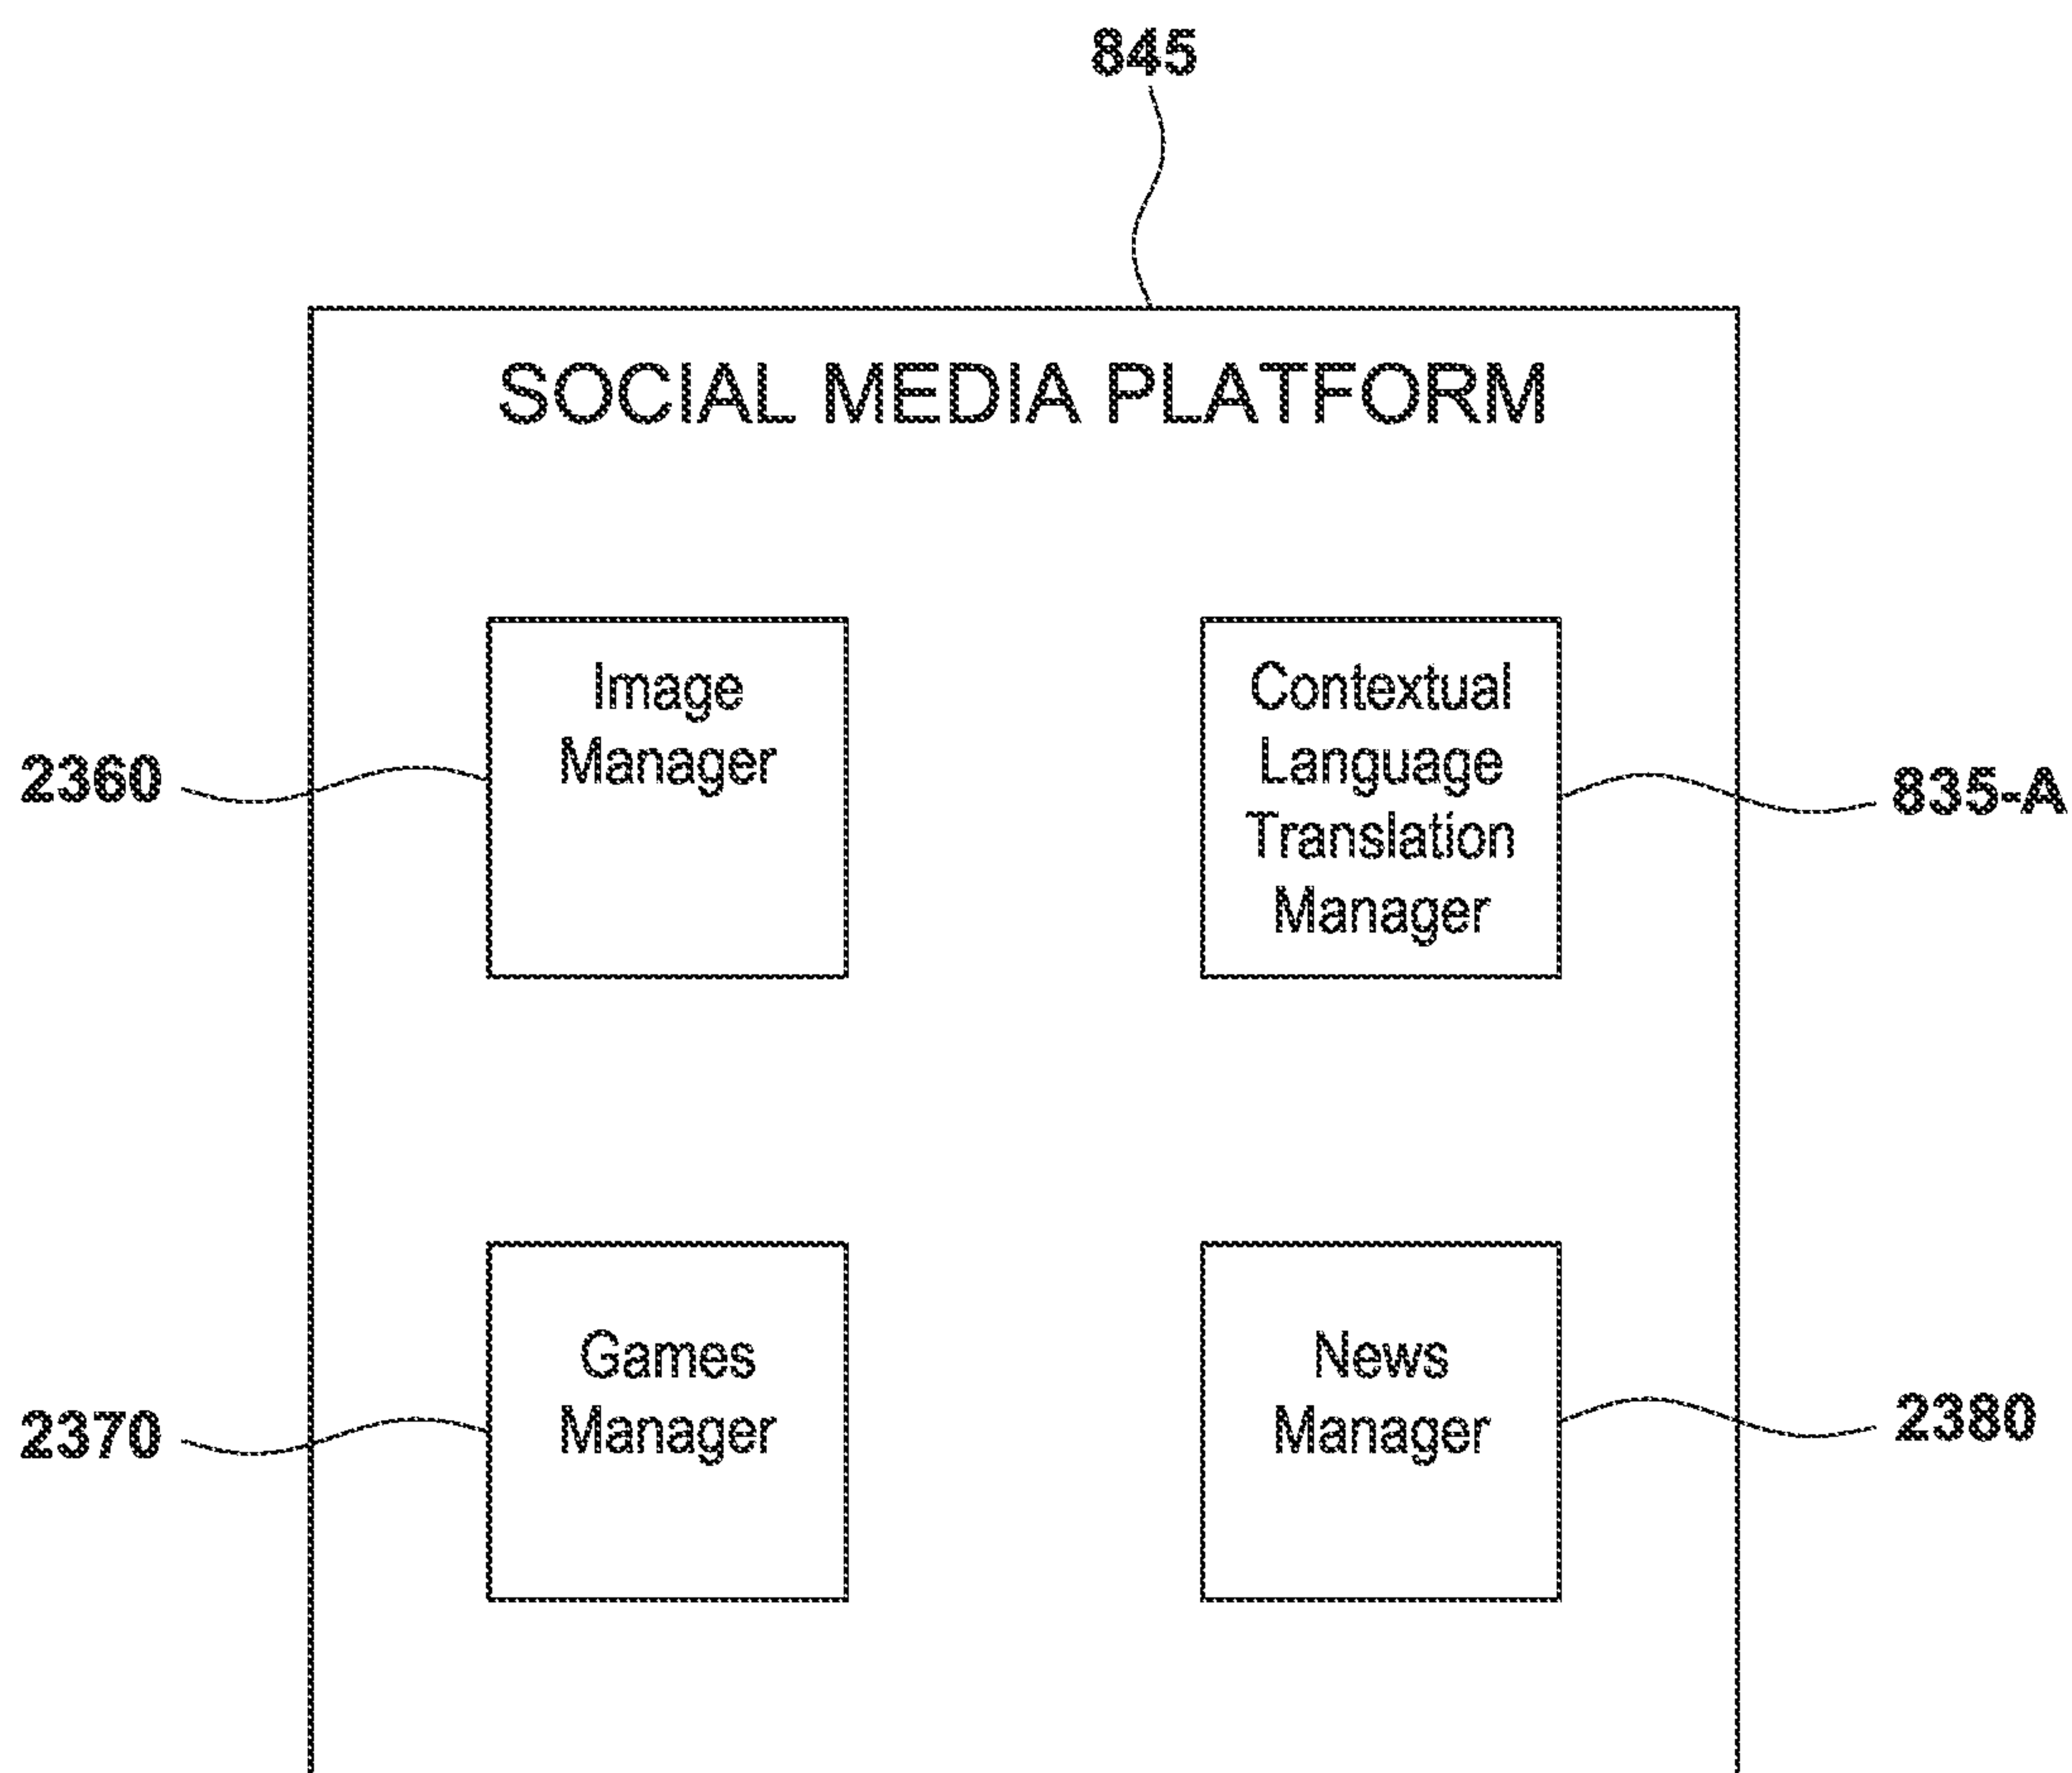 845
SOCIAL MEDIA PLATFORM
Image
Manager
2360
Contextual
Language
Translation
Manager
835-A
Games
Manager
2370
News
Manager
2380